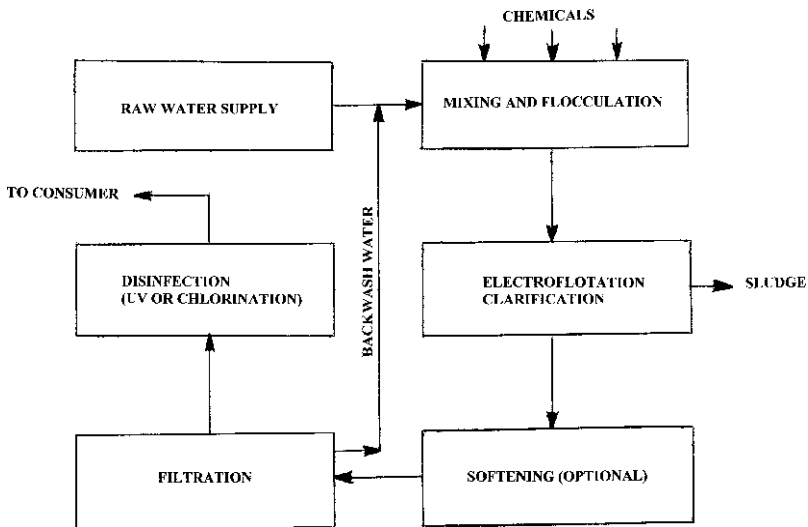 CHEMICALS
RAW WATER SUPPLY
MIXING AND FLOCCULATION
TO CONSUMER
BACKWASH WATER
DISINFECTION
(UV OR CHLORINATION)
ELECTROFLOTATION
CLARIFICATION
SLUDGE
FILTRATION
SOFTENING (OPTIONAL)